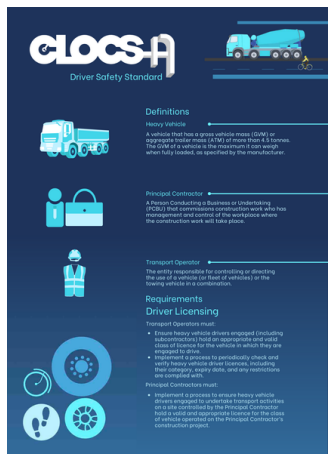 CLOCS-A
Driver Safety Standard
Definitions
Heavy Vehicle
A vehicle that has a gross vehicle mass (GVM) or
aggregate trailer mass (ATM) of more than 4.5 tonnes.
The GVM of a vehicle is the maximum it can weigh
when fully loaded, as specified by the manufacturer.
Principal Contractor
A Person Conducting a Business or Undertaking
(PCBU) that commissions construction work who has
management and control of the workplace where
the construction work will take place.
Transport Operator
The entity responsible for controlling or directing
the use of a vehicle (or fleet of vehicles) or the
towing vehicle in a combination.
Requirements
Driver Licensing
Transport Operators must:
• Ensure heavy vehicle drivers engaged (including
subcontractors) hold an appropriate and valid
class of licence for the vehicle in which they are
engaged to drive.
• Implement a process to periodically check and
verify heavy vehicle driver licences, including
their category, expiry date, and any restrictions
are complied with.
Principal Contractors must:
• Implement a process to ensure heavy vehicle
drivers engaged to undertake transport activities
on a site controlled by the Principal Contractor
hold a valid and appropriate licence for the class
of vehicle operated on the Principal Contractor's
construction project.